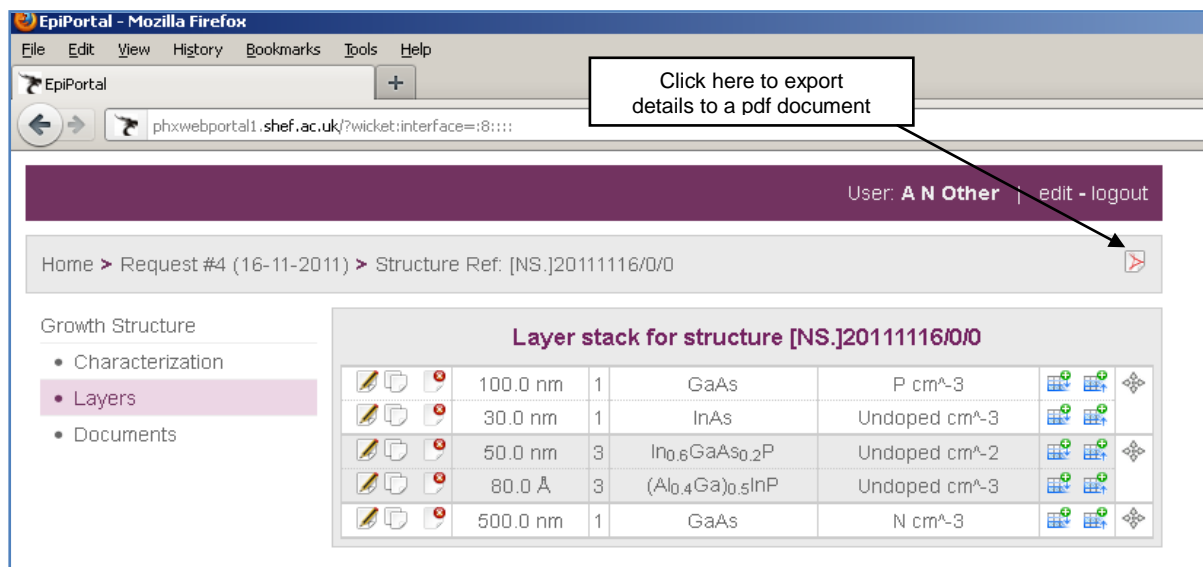 EpiPortal - Mozilla Firefox
File Edit View History Bookmarks Tools Help
EpiPortal
Click here to export
details to a pdf document
phxwebportal1.shef.ac.uk/?wicket:interface=:8::::
User: A N Other | edit - logout
Home > Request #4 (16-11-2011) > Structure Ref: [NS.]20111116/0/0
Growth Structure
• Characterization
• Layers
• Documents
Layer stack for structure [NS.]20111116/0/0
100.0 nm 1 GaAs P cm^-3
30.0 nm 1 InAs Undoped cm^-3
50.0 nm 3 In0.6GaAs0.2P Undoped cm^-2
80.0 Å 3 (Al0.4Ga)0.5InP Undoped cm^-3
500.0 nm 1 GaAs N cm^-3